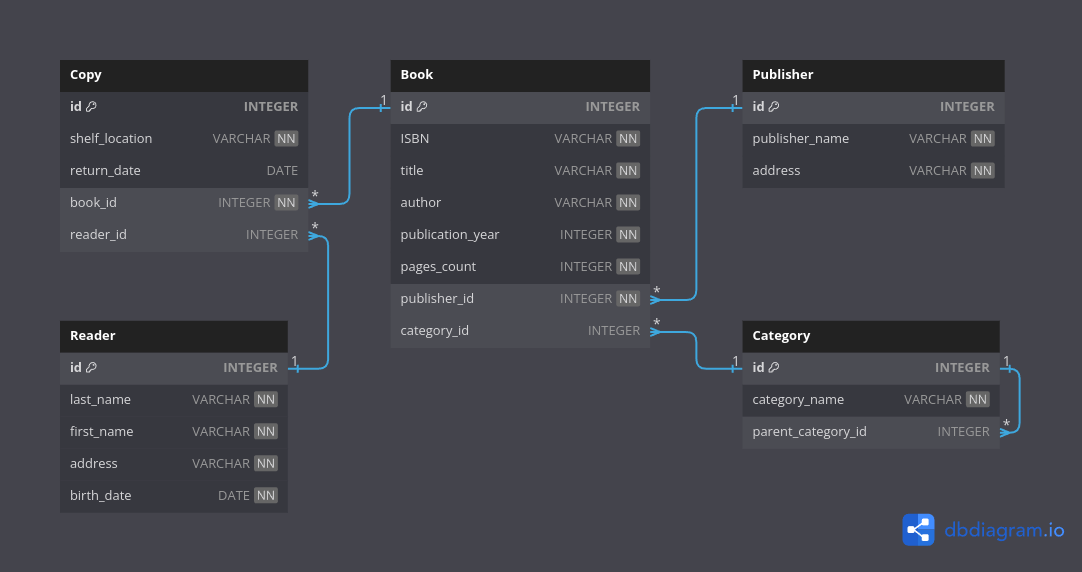 Copy
id INTEGER
shelf_location VARCHAR NN
return_date DATE
book_id INTEGER NN *
reader_id INTEGER *
Reader
id INTEGER 1
last_name VARCHAR NN
first_name VARCHAR NN
address VARCHAR NN
birth_date DATE NN
Book
1 id INTEGER
ISBN VARCHAR NN
title VARCHAR NN
author VARCHAR NN
publication_year INTEGER NN
pages_count INTEGER NN
publisher_id INTEGER NN *
category_id INTEGER *
Publisher
1 id INTEGER
publisher_name VARCHAR NN
address VARCHAR NN
Category
1 id INTEGER 1
category_name VARCHAR NN
parent_category_id INTEGER *
dbdiagram.io